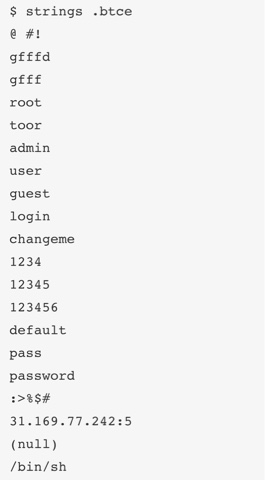 $ strings .btce
@ #!
gfffd
gfff
root
toor
admin
user
guest
login
changeme
1234
12345
123456
default
pass
password
:>%$#
31.169.77.242:5
(null)
/bin/sh